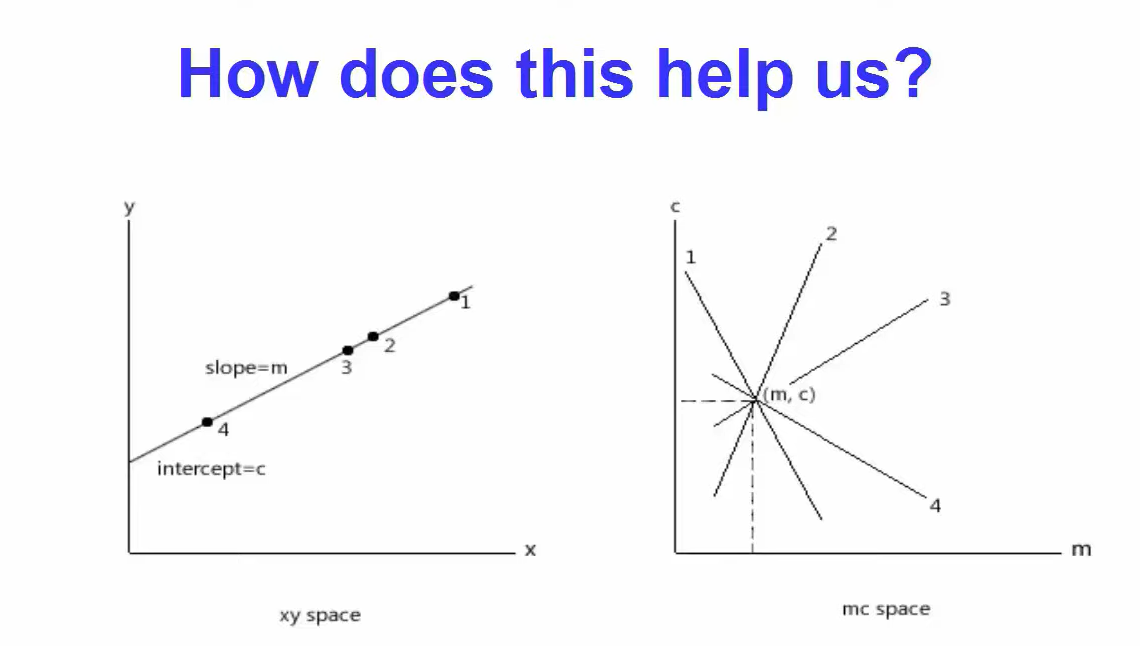 How does this help us?
y
1
2
3
slope=m
4
intercept=c
x
xy space
c
2
1
3
(m, c)
4
m
mc space